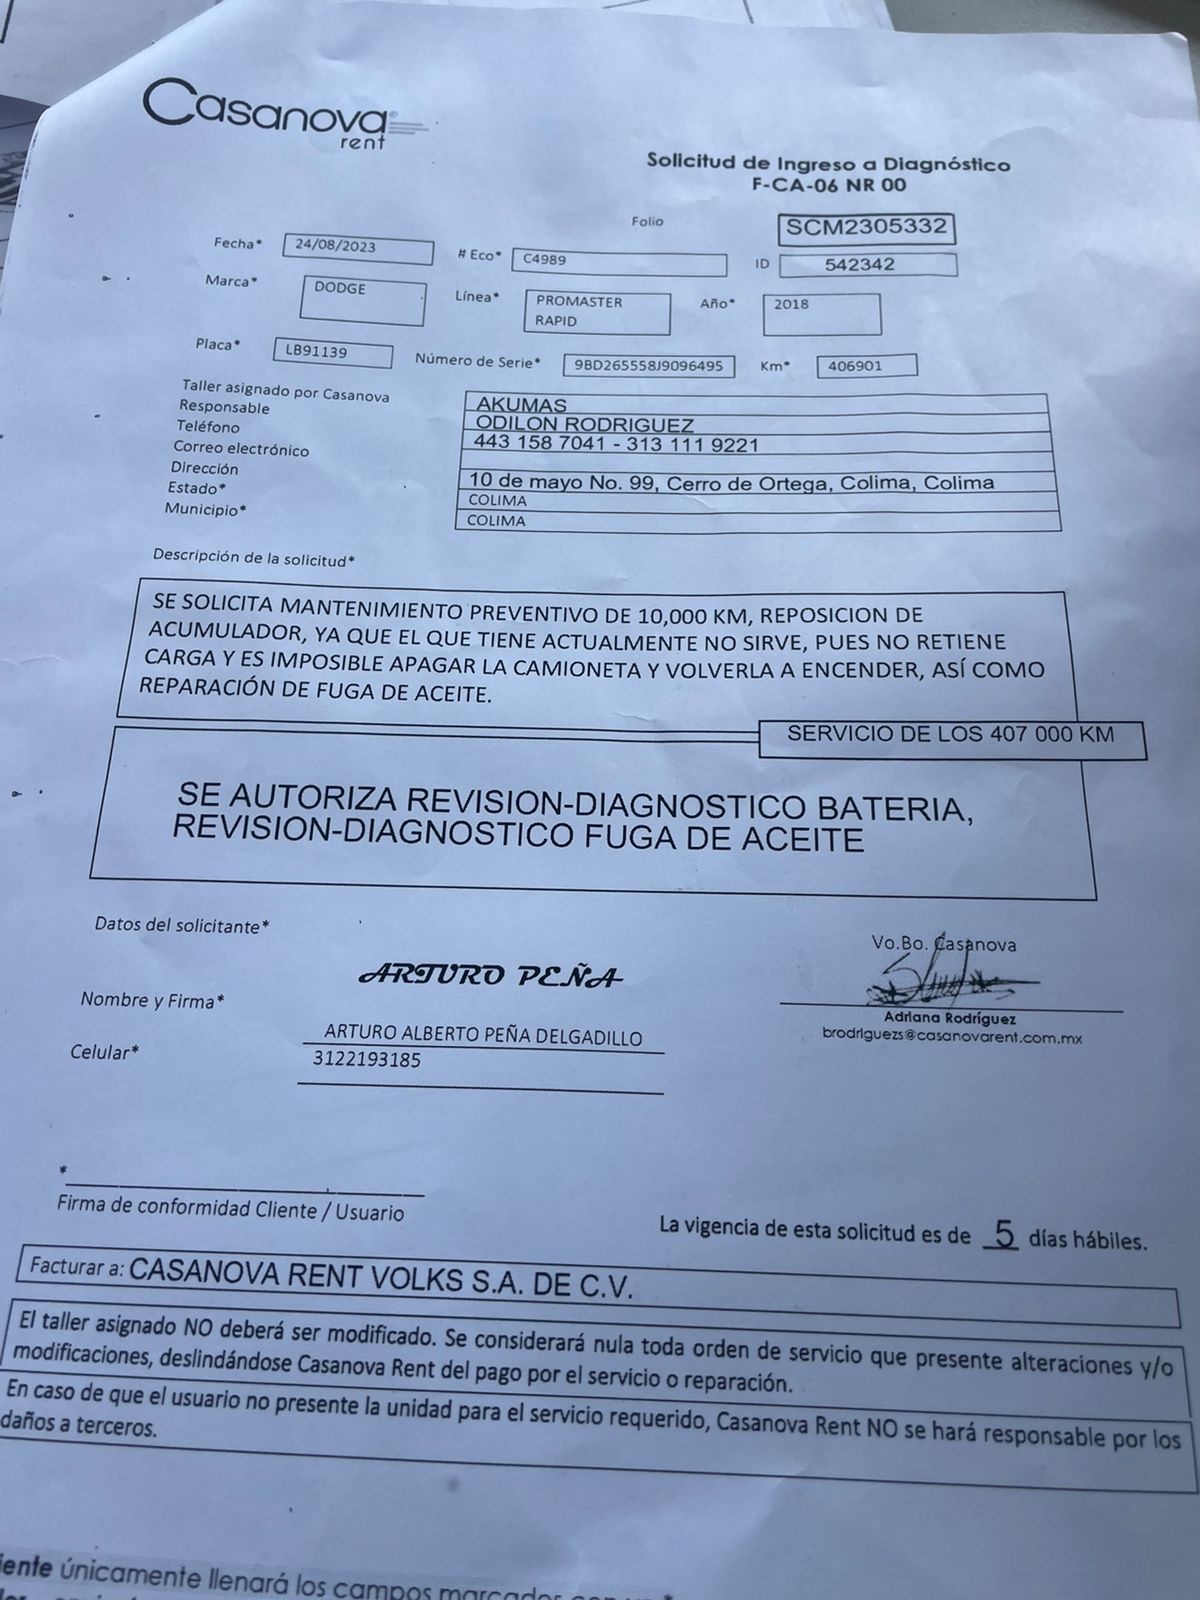 Casanova
rent
Solicitud de Ingreso a Diagnóstico
F-CA-06 NR 00
Folio SCM2305332
Fecha* 24/08/2023 # Eco* C4989 ID 542342
Marca* DODGE Línea* PROMASTER RAPID Año* 2018
Placa* LB91139 Número de Serie* 9BD265558J9096495 Km* 406901
Taller asignado por Casanova AKUMAS
Responsable ODILON RODRIGUEZ
Teléfono 443 158 7041 - 313 111 9221
Correo electrónico
Dirección 10 de mayo No. 99, Cerro de Ortega, Colima, Colima
Estado* COLIMA
Municipio* COLIMA
Descripción de la solicitud*
SE SOLICITA MANTENIMIENTO PREVENTIVO DE 10,000 KM, REPOSICION DE
ACUMULADOR, YA QUE EL QUE TIENE ACTUALMENTE NO SIRVE, PUES NO RETIENE
CARGA Y ES IMPOSIBLE APAGAR LA CAMIONETA Y VOLVERLA A ENCENDER, ASÍ COMO
REPARACIÓN DE FUGA DE ACEITE.
SERVICIO DE LOS 407 000 KM
SE AUTORIZA REVISION-DIAGNOSTICO BATERIA,
REVISION-DIAGNOSTICO FUGA DE ACEITE
Datos del solicitante*
Vo.Bo. Casanova
ARTURO PEÑA
Nombre y Firma*
Adriana Rodríguez
ARTURO ALBERTO PEÑA DELGADILLO
brodriguezs@casanovarent.com.mx
Celular* 3122193185
*
Firma de conformidad Cliente / Usuario
La vigencia de esta solicitud es de 5 días hábiles.
Facturar a: CASANOVA RENT VOLKS S.A. DE C.V.
El taller asignado NO deberá ser modificado. Se considerará nula toda orden de servicio que presente alteraciones y/o
modificaciones, deslindándose Casanova Rent del pago por el servicio o reparación.
En caso de que el usuario no presente la unidad para el servicio requerido, Casanova Rent NO se hará responsable por los
daños a terceros.
iente únicamente llenará los campos marcados con un *